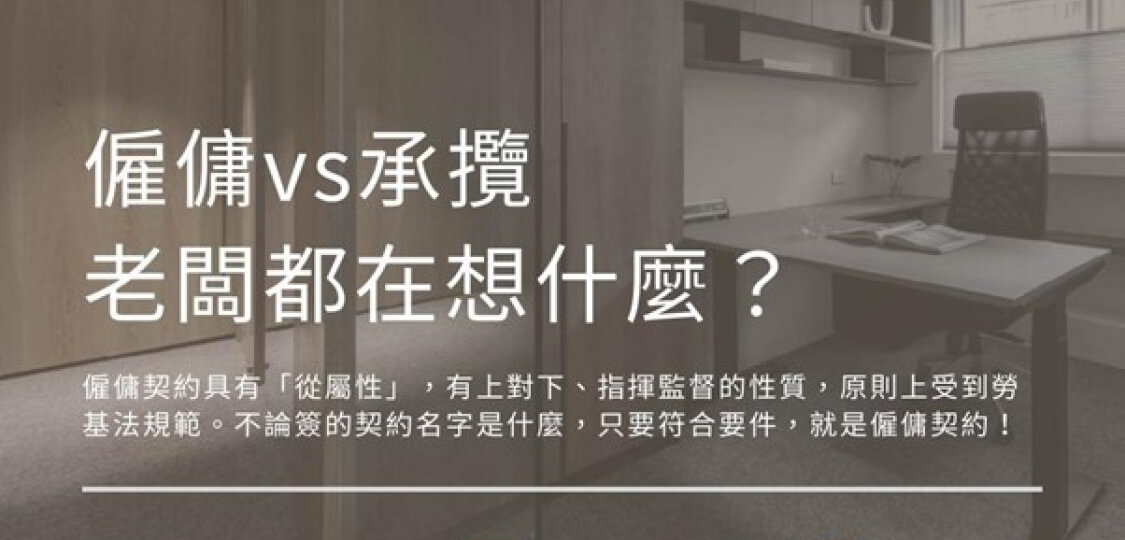 僱傭vs承攬
老闆都在想什麼？
僱傭契約具有「從屬性」，有上對下、指揮監督的性質，原則上受到勞
基法規範。不論簽的契約名字是什麼，只要符合要件，就是僱傭契約！